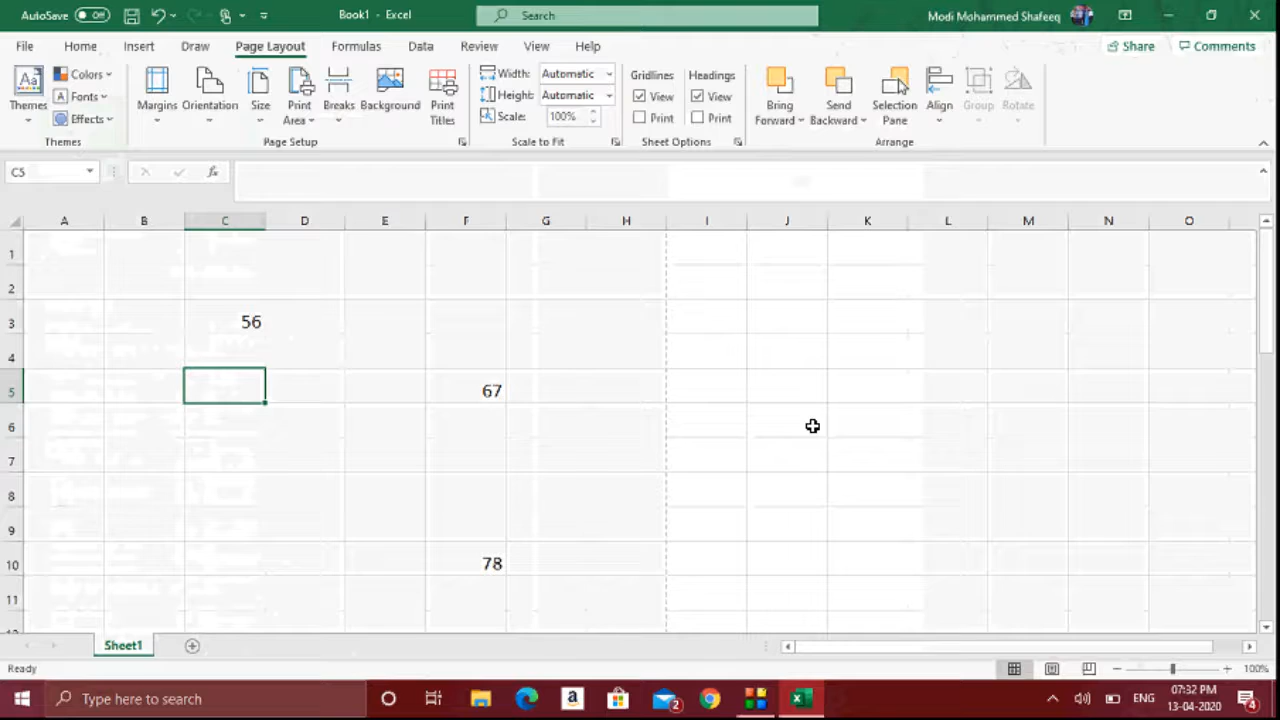 AutoSave Off Book1 - Excel Search Modi Mohammed Shafeeq
File Home Insert Draw Page Layout Formulas Data Review View Help Share Comments
Themes Colors Fonts Effects
Margins Orientation Size Print Area Breaks Background Print Titles
Width: Automatic
Height: Automatic
Scale: 100%
Gridlines View Print
Headings View Print
Bring Forward Send Backward Selection Pane Align Group Rotate
Themes Page Setup Scale to Fit Sheet Options Arrange
C5 fx
A B C D E F G H I J K L M N O
1
2
3 56
4
5 67
6
7
8
9
10 78
11
Sheet1
Ready 100%
Type here to search a 2 ENG 07:32 PM 4
13-04-2020